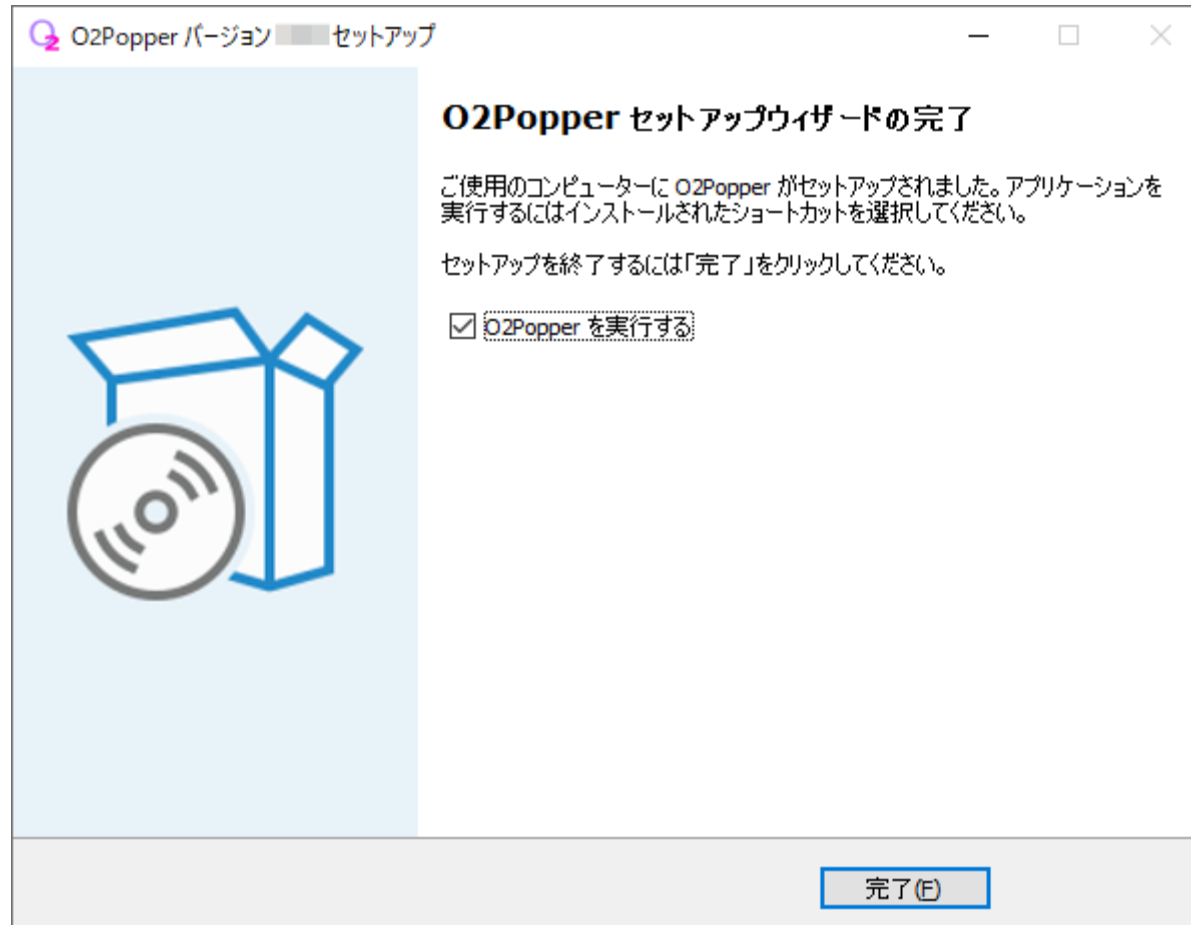 O2Popper バージョン セットアップ
O2Popper セットアップウィザードの完了
ご使用のコンピューターに O2Popper がセットアップされました。アプリケーションを
実行するにはインストールされたショートカットを選択してください。
セットアップを終了するには「完了」をクリックしてください。
O2Popper を実行する
完了(F)